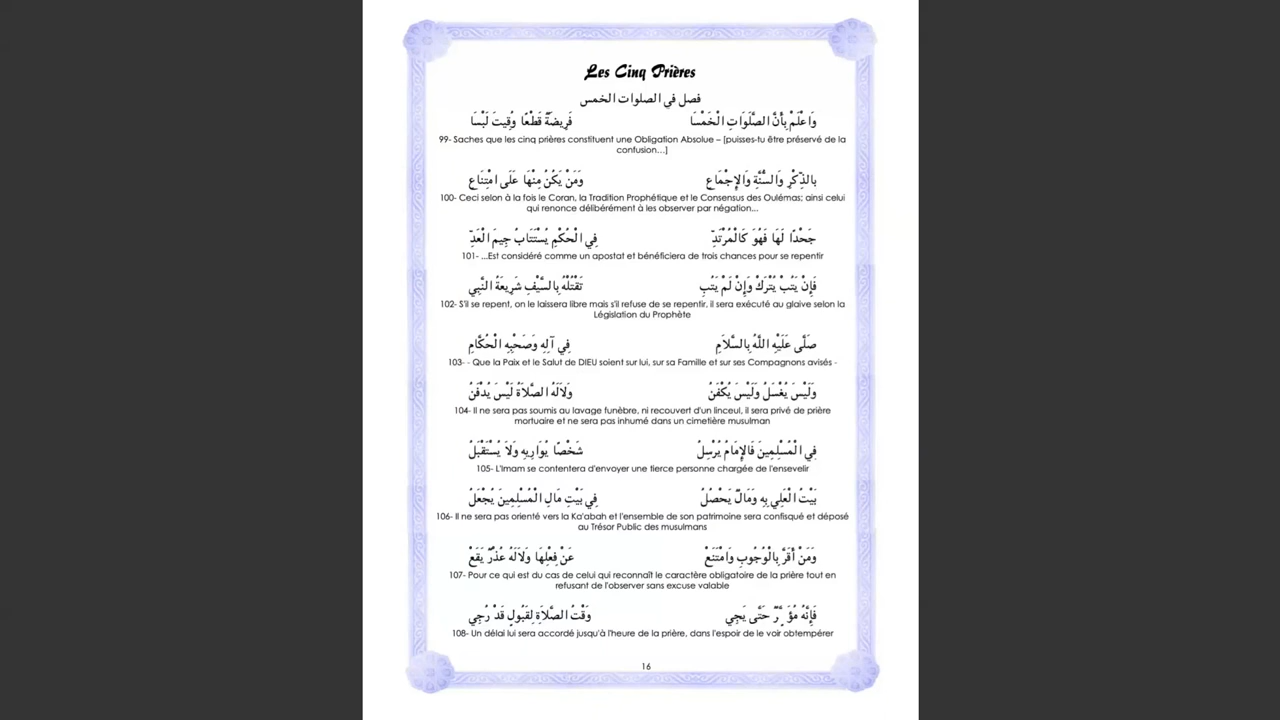 Les Cinq Prières
فصل في الصلوات الخمس
وَاعْلَمْ بِأَنَّ الصَّلَوَاتِ الْخَمْسَا فَرِيضَةٌ قَطْعًا وُقِيتَ لَبْسَا
99- Saches que les cinq prières constituent une Obligation Absolue – [puisses-tu être préservé de la
confusion…]
بِالذِّكْرِ وَالسُّنَّةِ وَالإِجْمَاعِ وَمَنْ يَكُنْ مِنْهَا عَلَى امْتِنَاعِ
100- Ceci selon à la fois le Coran, la Tradition Prophétique et le Consensus des Oulémas; ainsi celui
qui renonce délibérément à les observer par négation...
جَحْدًا لَهَا فَهُوَ كَالْمُرْتَدِّ فِي الْحُكْمِ يُسْتَتَابُ جِيمَ الْعَدِّ
101- ...Est considéré comme un apostat et bénéficiera de trois chances pour se repentir
فَإِنْ يَتُبْ يُتْرَكْ وَإِنْ لَمْ يَتُبِ تَقْتُلْهُ بِالسَّيْفِ شَرِيعَةُ النَّبِي
102- S'il se repent, on le laissera libre mais s'il refuse de se repentir, il sera exécuté au glaive selon la
Législation du Prophète
صَلَّى عَلَيْهِ اللَّهُ بِالسَّلاَمِ فِي آلِهِ وَصَحْبِهِ الْحُكَّامِ
103- - Que la Paix et le Salut de DIEU soient sur lui, sur sa Famille et sur ses Compagnons avisés -
وَلَيْسَ يُغْسَلُ وَلَيْسَ يُكْفَنُ وَلاَلَهُ الصَّلاَةُ لَيْسَ يُدْفَنُ
104- Il ne sera pas soumis au lavage funèbre, ni recouvert d'un linceul, il sera privé de prière
mortuaire et ne sera pas inhumé dans un cimetière musulman
فِي الْمُسْلِمِينَ فَالإِمَامُ يُرْسِلُ شَخْصًا يُوَارِيهِ وَلاَ يُسْتَقْبَلُ
105- L'Imam se contentera d'envoyer une tierce personne chargée de l'ensevelir
بَيْتُ الْعَلِي بِهِ وَمَالٌ يَحْصُلُ فِي بَيْتِ مَالِ الْمُسْلِمِينَ يُجْعَلُ
106- Il ne sera pas orienté vers la Ka'abah et l'ensemble de son patrimoine sera confisqué et déposé
au Trésor Public des musulmans
وَمَنْ أَقَرَّ بِالْوُجُوبِ وَامْتَنَعْ عَنْ فِعْلِهَا وَلاَلَهُ عُذْرٌ يَقَعْ
107- Pour ce qui est du cas de celui qui reconnaît le caractère obligatoire de la prière tout en
refusant de l'observer sans excuse valable
فَإِنَّهُ حَتَّى يَجِي وَقْتُ الصَّلاَةِ لِقَبُولٍ قَدْ رُجِي
108- Un délai lui sera accordé jusqu'à l'heure de la prière, dans l'espoir de le voir obtempérer
16